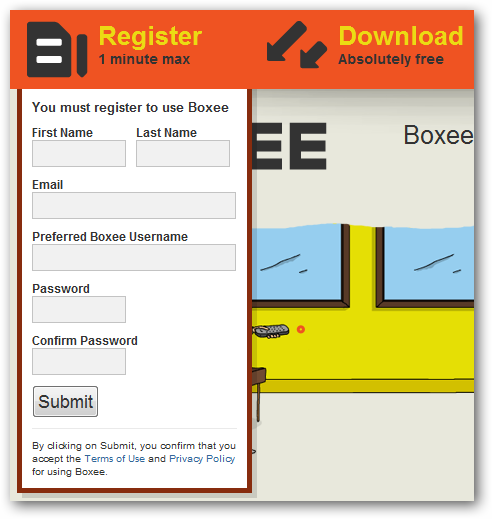 Register
1 minute max
Download
Absolutely free
You must register to use Boxee
EE
Boxee
First Name Last Name
Email
Preferred Boxee Username
Password
Confirm Password
Submit
By clicking on Submit, you confirm that you
accept the Terms of Use and Privacy Policy
for using Boxee.